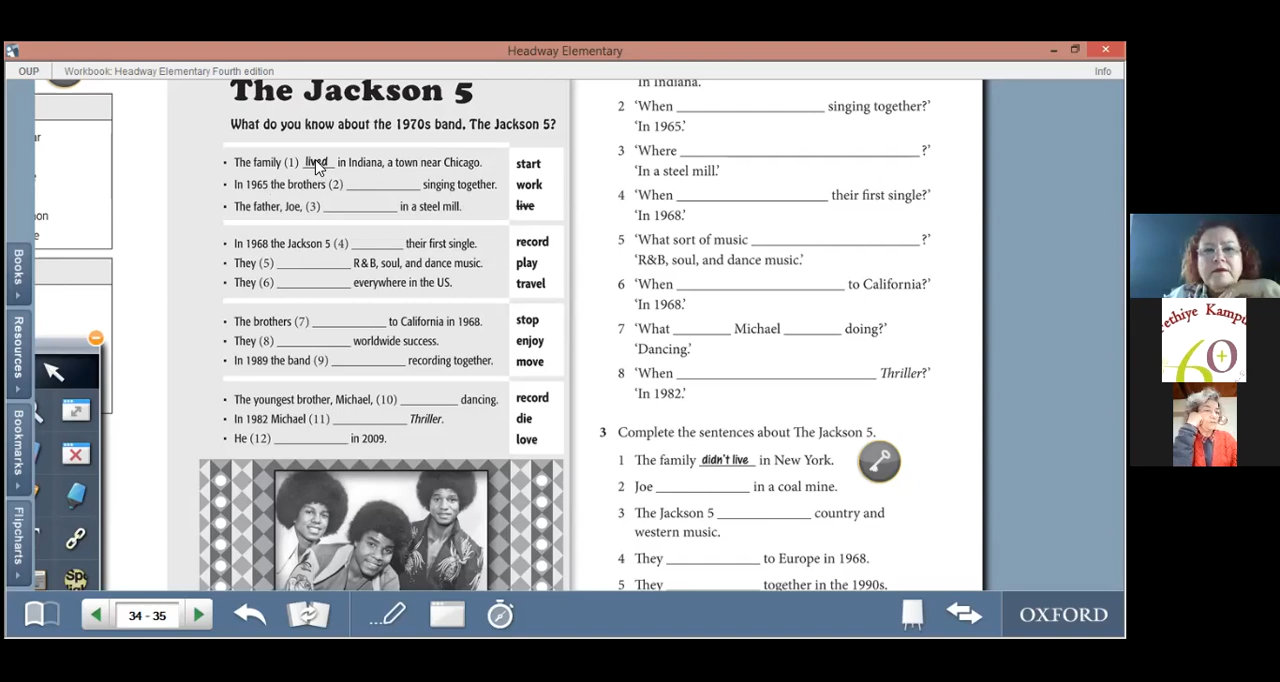 Headway Elementary
OUP
Workbook: Headway Elementary Fourth edition
Info
The Jackson 5
What do you know about the 1970s band, The Jackson 5?
• The family (1) lived in Indiana, a town near Chicago.
• In 1965 the brothers (2) ____________ singing together.
• The father, Joe, (3) ____________ in a steel mill.
start
work
live
• In 1968 the Jackson 5 (4) ________ their first single.
• They (5) ____________ R&B, soul, and dance music.
• They (6) ____________ everywhere in the US.
record
play
travel
• The brothers (7) ____________ to California in 1968.
• They (8) ____________ worldwide success.
• In 1989 the band (9) ____________ recording together.
stop
enjoy
move
• The youngest brother, Michael, (10) _________ dancing.
• In 1982 Michael (11) ____________ Thriller.
• He (12) ____________ in 2009.
record
die
love
'In Indiana.'
2 'When ____________________ singing together?'
'In 1965.'
3 'Where ________________________________?'
'In a steel mill.'
4 'When ____________________ their first single?'
'In 1968.'
5 'What sort of music ______________________?'
'R&B, soul, and dance music.'
6 'When ______________________ to California?'
'In 1968.'
7 'What ________ Michael ________ doing?'
'Dancing.'
8 'When __________________________ Thriller?'
'In 1982.'
3 Complete the sentences about The Jackson 5.
1 The family didn't live in New York.
2 Joe ____________ in a coal mine.
3 The Jackson 5 ____________ country and
western music.
4 They ____________ to Europe in 1968.
5 They ____________ together in the 1990s.
on
e
Books
Resources
Bookmarks
Flipcharts
34 - 35
OXFORD
ethiye Kampu
60+